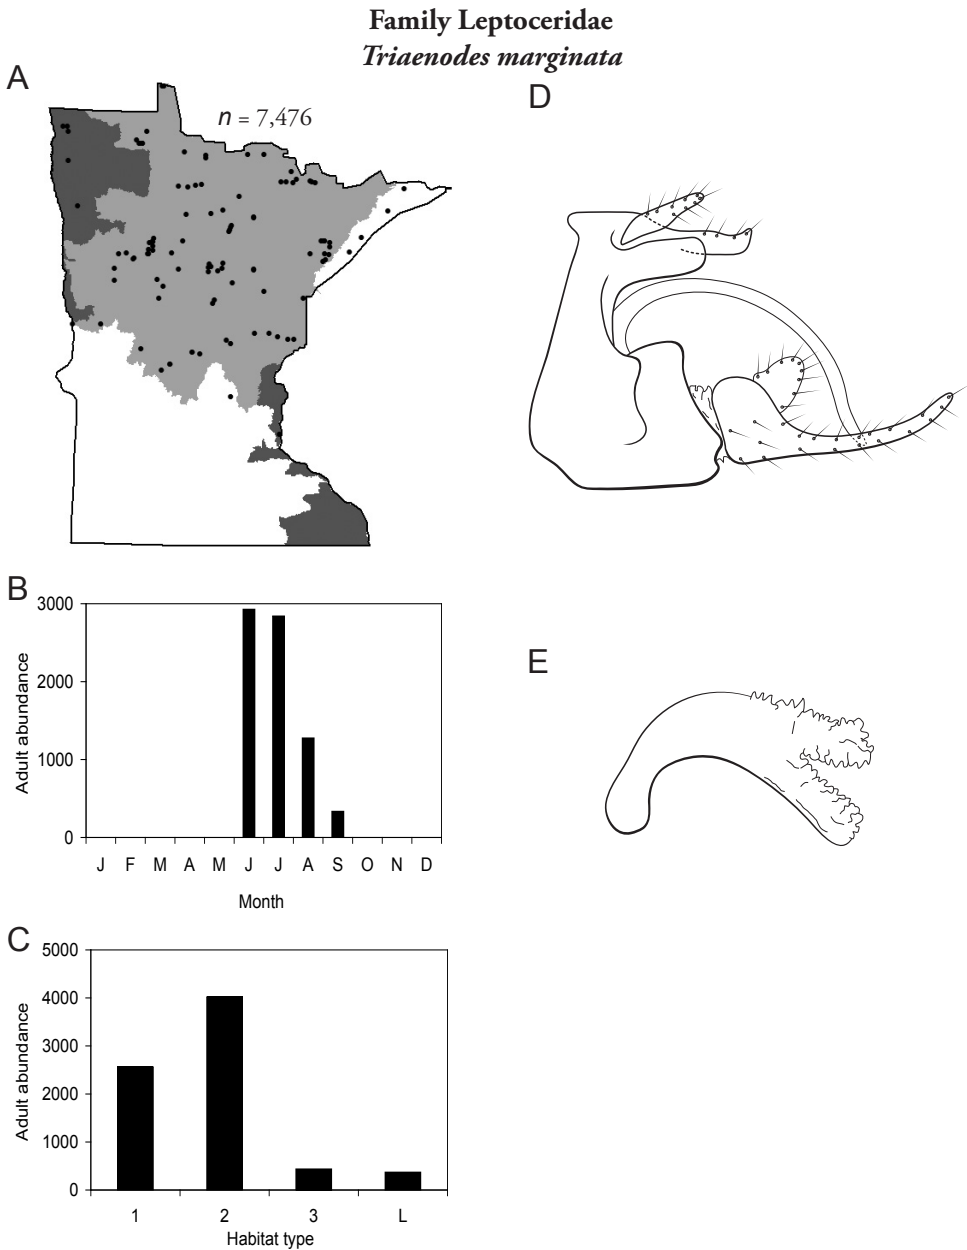 Family Leptoceridae
Triaenodes marginata
A
n = 7,476
D
B
3000
2000
1000
0
Adult abundance
J F M A M J J A S O N D
Month
E
C
5000
4000
3000
2000
1000
0
Adult abundance
1 2 3 L
Habitat type